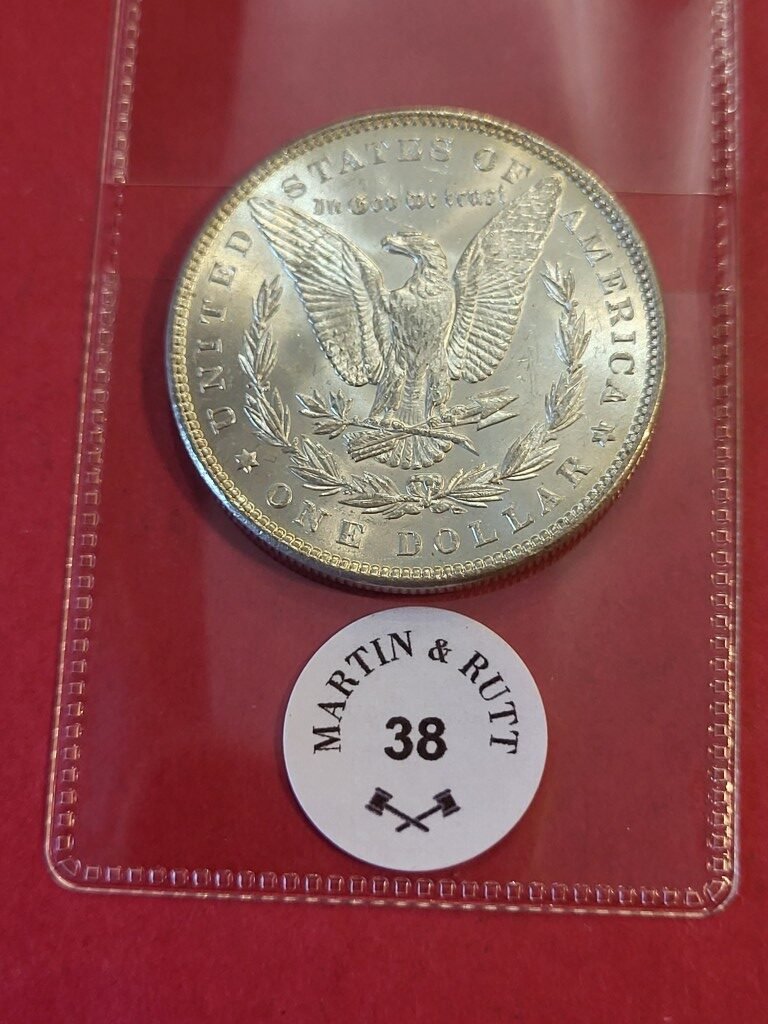 UNITED STATES OF AMERICA
In God we trust
ONE DOLLAR
MARTIN & RUTT
38